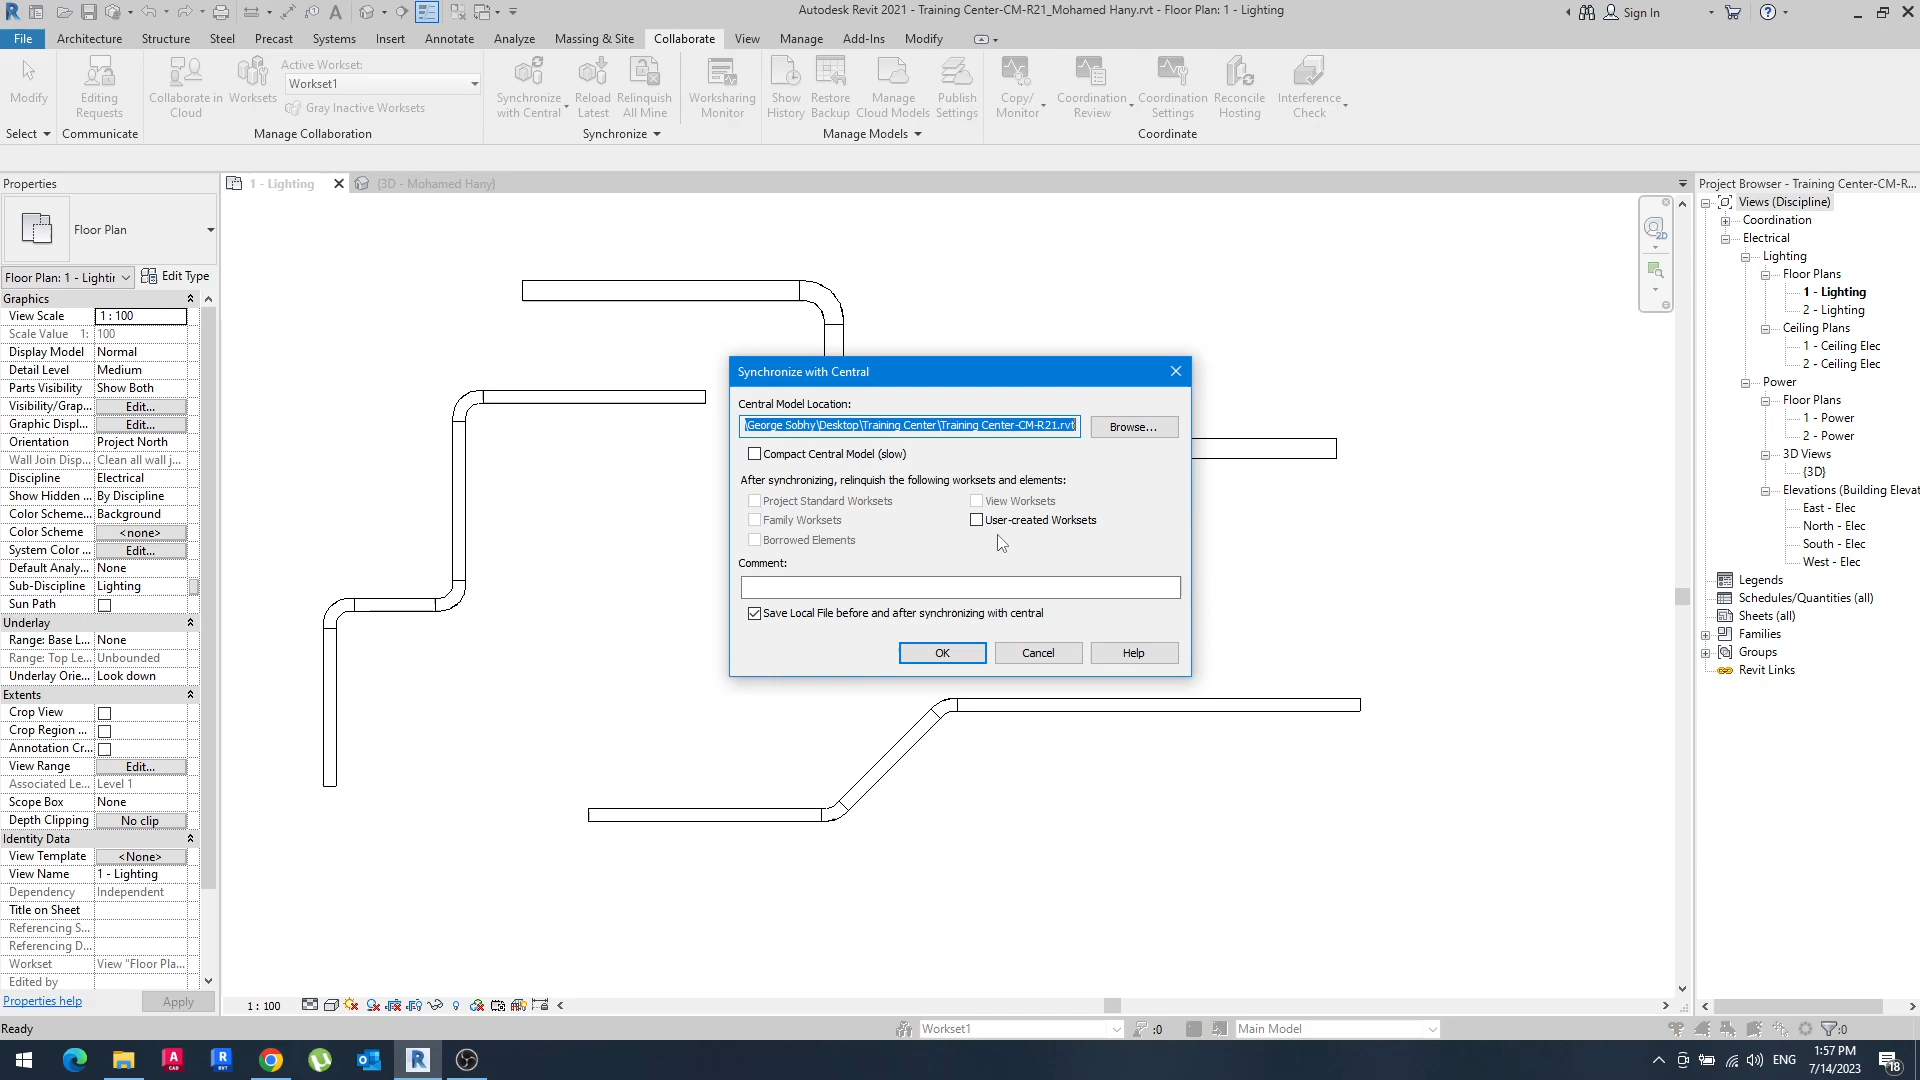 Autodesk Revit 2021 - Training Center-CM-R21_Mohamed Hany.rvt - Floor Plan: 1 - Lighting
Sign In
File Architecture Structure Steel Precast Systems Insert Annotate Analyze Massing & Site Collaborate View Manage Add-Ins Modify
Modify
Editing
Requests
Collaborate in
Cloud
Worksets
Active Workset:
Workset1
Gray Inactive Worksets
Synchronize
with Central
Reload
Latest
Relinquish
All Mine
Worksharing
Monitor
Show
History
Restore
Backup
Manage
Cloud Models
Publish
Settings
Copy/
Monitor
Coordination
Review
Coordination
Settings
Reconcile
Hosting
Interference
Check
Select Communicate Manage Collaboration Synchronize Manage Models Coordinate
Properties
Floor Plan
Floor Plan: 1 - Lightir Edit Type
Graphics
View Scale 1 : 100
Scale Value 1: 100
Display Model Normal
Detail Level Medium
Parts Visibility Show Both
Visibility/Grap... Edit...
Graphic Displ... Edit...
Orientation Project North
Wall Join Disp... Clean all wall j...
Discipline Electrical
Show Hidden ... By Discipline
Color Scheme... Background
Color Scheme <none>
System Color ... Edit...
Default Analy... None
Sub-Discipline Lighting
Sun Path
Underlay
Range: Base L... None
Range: Top Le... Unbounded
Underlay Orie... Look down
Extents
Crop View
Crop Region ...
Annotation Cr...
View Range Edit...
Associated Le... Level 1
Scope Box None
Depth Clipping No clip
Identity Data
View Template <None>
View Name 1 - Lighting
Dependency Independent
Title on Sheet
Referencing S...
Referencing D...
Workset View "Floor Pla...
Edited by
Properties help Apply
1 - Lighting {3D - Mohamed Hany}
2D
Synchronize with Central
Central Model Location:
\George Sobhy\Desktop\Training Center\Training Center-CM-R21.rvt Browse...
Compact Central Model (slow)
After synchronizing, relinquish the following worksets and elements:
Project Standard Worksets View Worksets
Family Worksets User-created Worksets
Borrowed Elements
Comment:
Save Local File before and after synchronizing with central
OK Cancel Help
Project Browser - Training Center-CM-R...
Views (Discipline)
Coordination
Electrical
Lighting
Floor Plans
1 - Lighting
2 - Lighting
Ceiling Plans
1 - Ceiling Elec
2 - Ceiling Elec
Power
Floor Plans
1 - Power
2 - Power
3D Views
{3D}
Elevations (Building Elevat
East - Elec
North - Elec
South - Elec
West - Elec
Legends
Schedules/Quantities (all)
Sheets (all)
Families
Groups
Revit Links
1 : 100
Ready Workset1 :0 Main Model :0
ENG
1:57 PM
7/14/2023
18